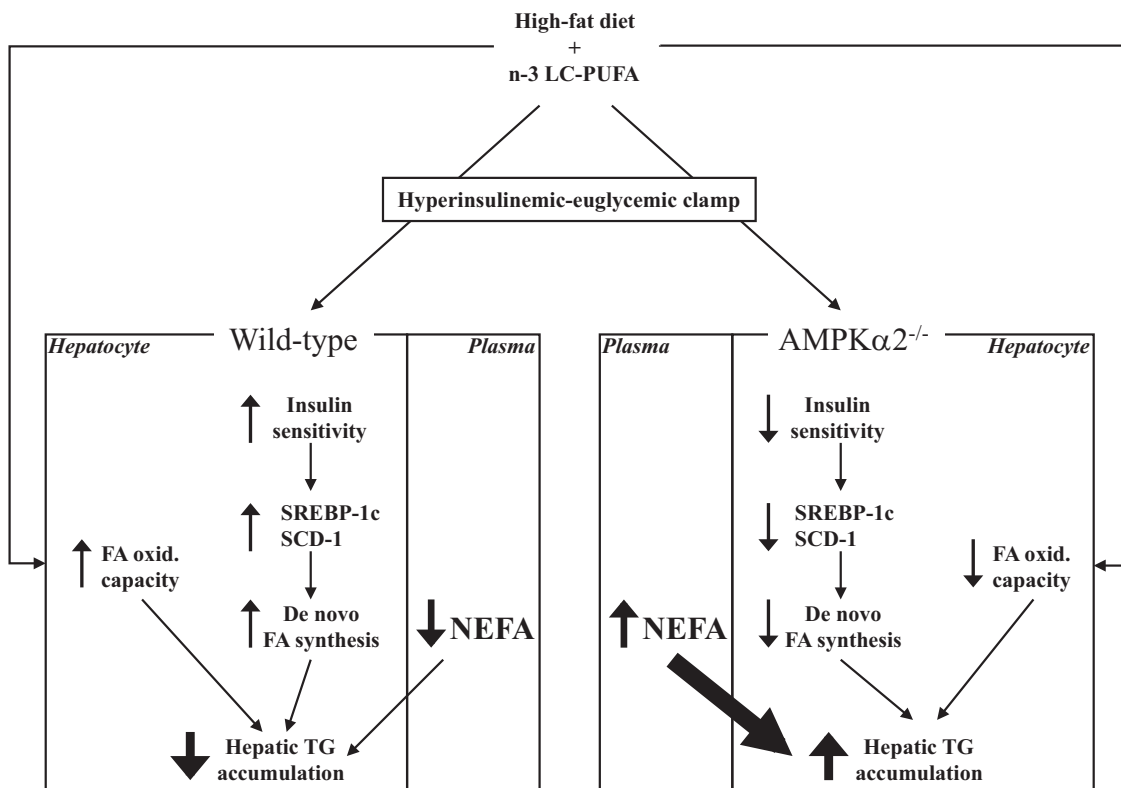 High-fat diet
+
n-3 LC-PUFA
Hyperinsulinemic-euglycemic clamp
Hepatocyte
Wild-type
Plasma
Insulin
sensitivity
SREBP-1c
SCD-1
FA oxid.
capacity
De novo
FA synthesis
NEFA
Hepatic TG
accumulation
Plasma
AMPKα2-/-
Hepatocyte
Insulin
sensitivity
SREBP-1c
SCD-1
FA oxid.
capacity
NEFA
De novo
FA synthesis
Hepatic TG
accumulation